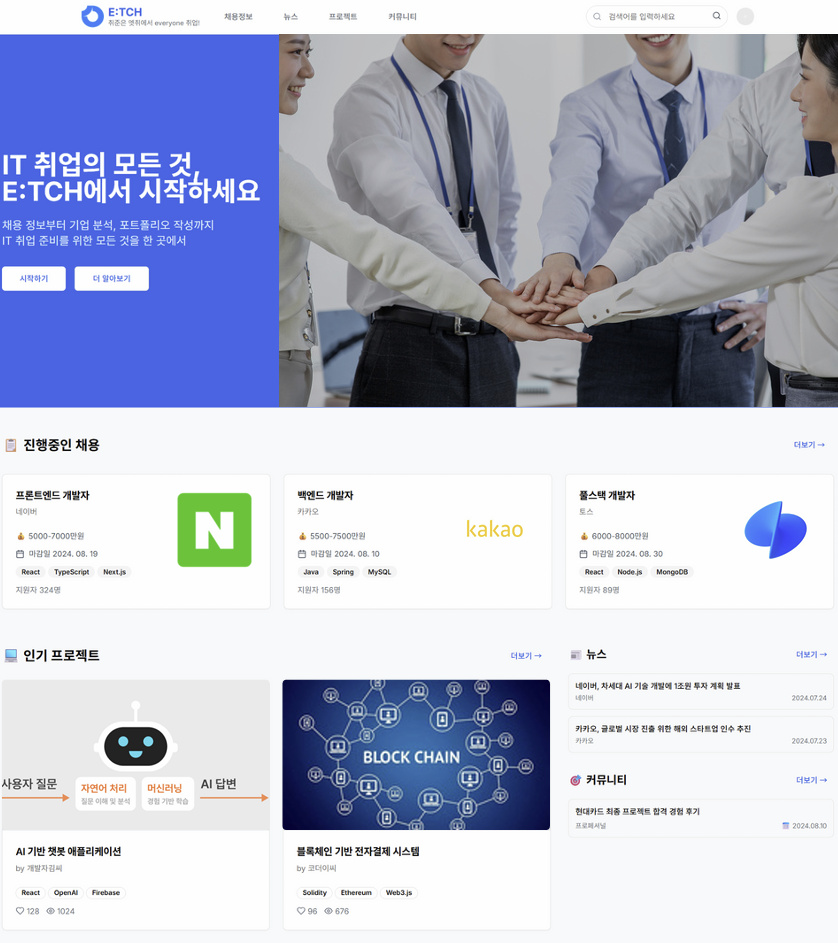 E:TCH
취준은 엣취에서 everyone 취업!
채용정보
뉴스
프로젝트
커뮤니티
검색어를 입력하세요
IT 취업의 모든 것,
E:TCH에서 시작하세요
채용 정보부터 기업 분석, 포트폴리오 작성까지
IT 취업 준비를 위한 모든 것을 한 곳에서
시작하기
더 알아보기
진행중인 채용
더보기 →
프론트엔드 개발자
네이버
5000-7000만원
마감일 2024. 08. 19
React TypeScript Next.js
지원자 324명
N
백엔드 개발자
카카오
5500-7500만원
마감일 2024. 08. 10
Java Spring MySQL
지원자 156명
kakao
풀스택 개발자
토스
6000-8000만원
마감일 2024. 08. 30
React Node.js MongoDB
지원자 89명
인기 프로젝트
더보기 →
사용자 질문
자연어 처리
질문 이해 및 분석
머신러닝
경험 기반 학습
AI 답변
AI 기반 챗봇 애플리케이션
by 개발자김씨
React OpenAI Firebase
128 1024
BLOCK CHAIN
블록체인 기반 전자결제 시스템
by 코더이씨
Solidity Ethereum Web3.js
96 676
뉴스
더보기 →
네이버, 차세대 AI 기술 개발에 1조원 투자 계획 발표
네이버
2024.07.24
카카오, 글로벌 시장 진출 위한 해외 스타트업 인수 추진
카카오
2024.07.23
커뮤니티
더보기 →
현대카드 최종 프로젝트 합격 경험 후기
프로페셔널
2024.08.10